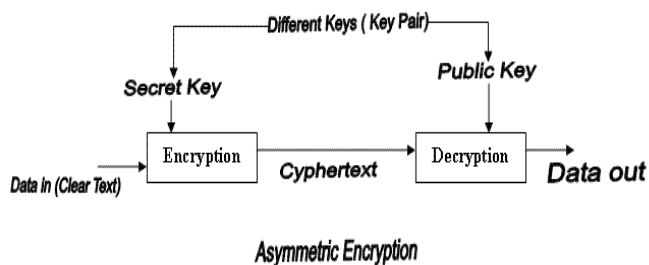 Different Keys ( Key Pair)
Secret Key
Public Key
Encryption
Decryption
Cyphertext
Data in (Clear Text)
Data out
Asymmetric Encryption